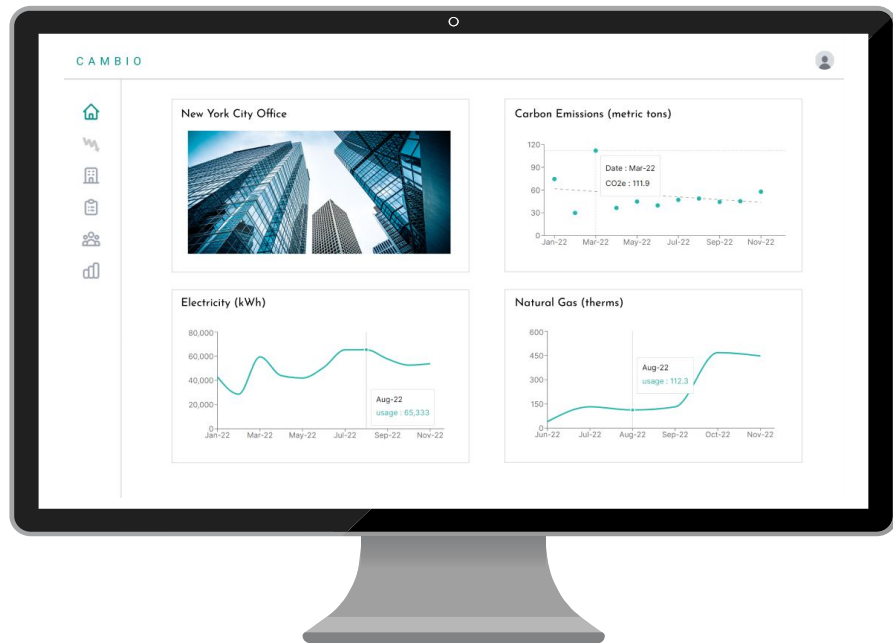 CAMBIO
New York City Office
Carbon Emissions (metric tons)
120
90
60
30
0
Date : Mar-22
CO2e : 111.9
Jan-22 Mar-22 May-22 Jul-22 Sep-22 Nov-22
Electricity (kWh)
80,000
60,000
40,000
20,000
0
Aug-22
usage : 65,333
Jan-22 Mar-22 May-22 Jul-22 Sep-22 Nov-22
Natural Gas (therms)
600
450
300
150
0
Aug-22
usage : 112.3
Jun-22 Jul-22 Aug-22 Sep-22 Oct-22 Nov-22